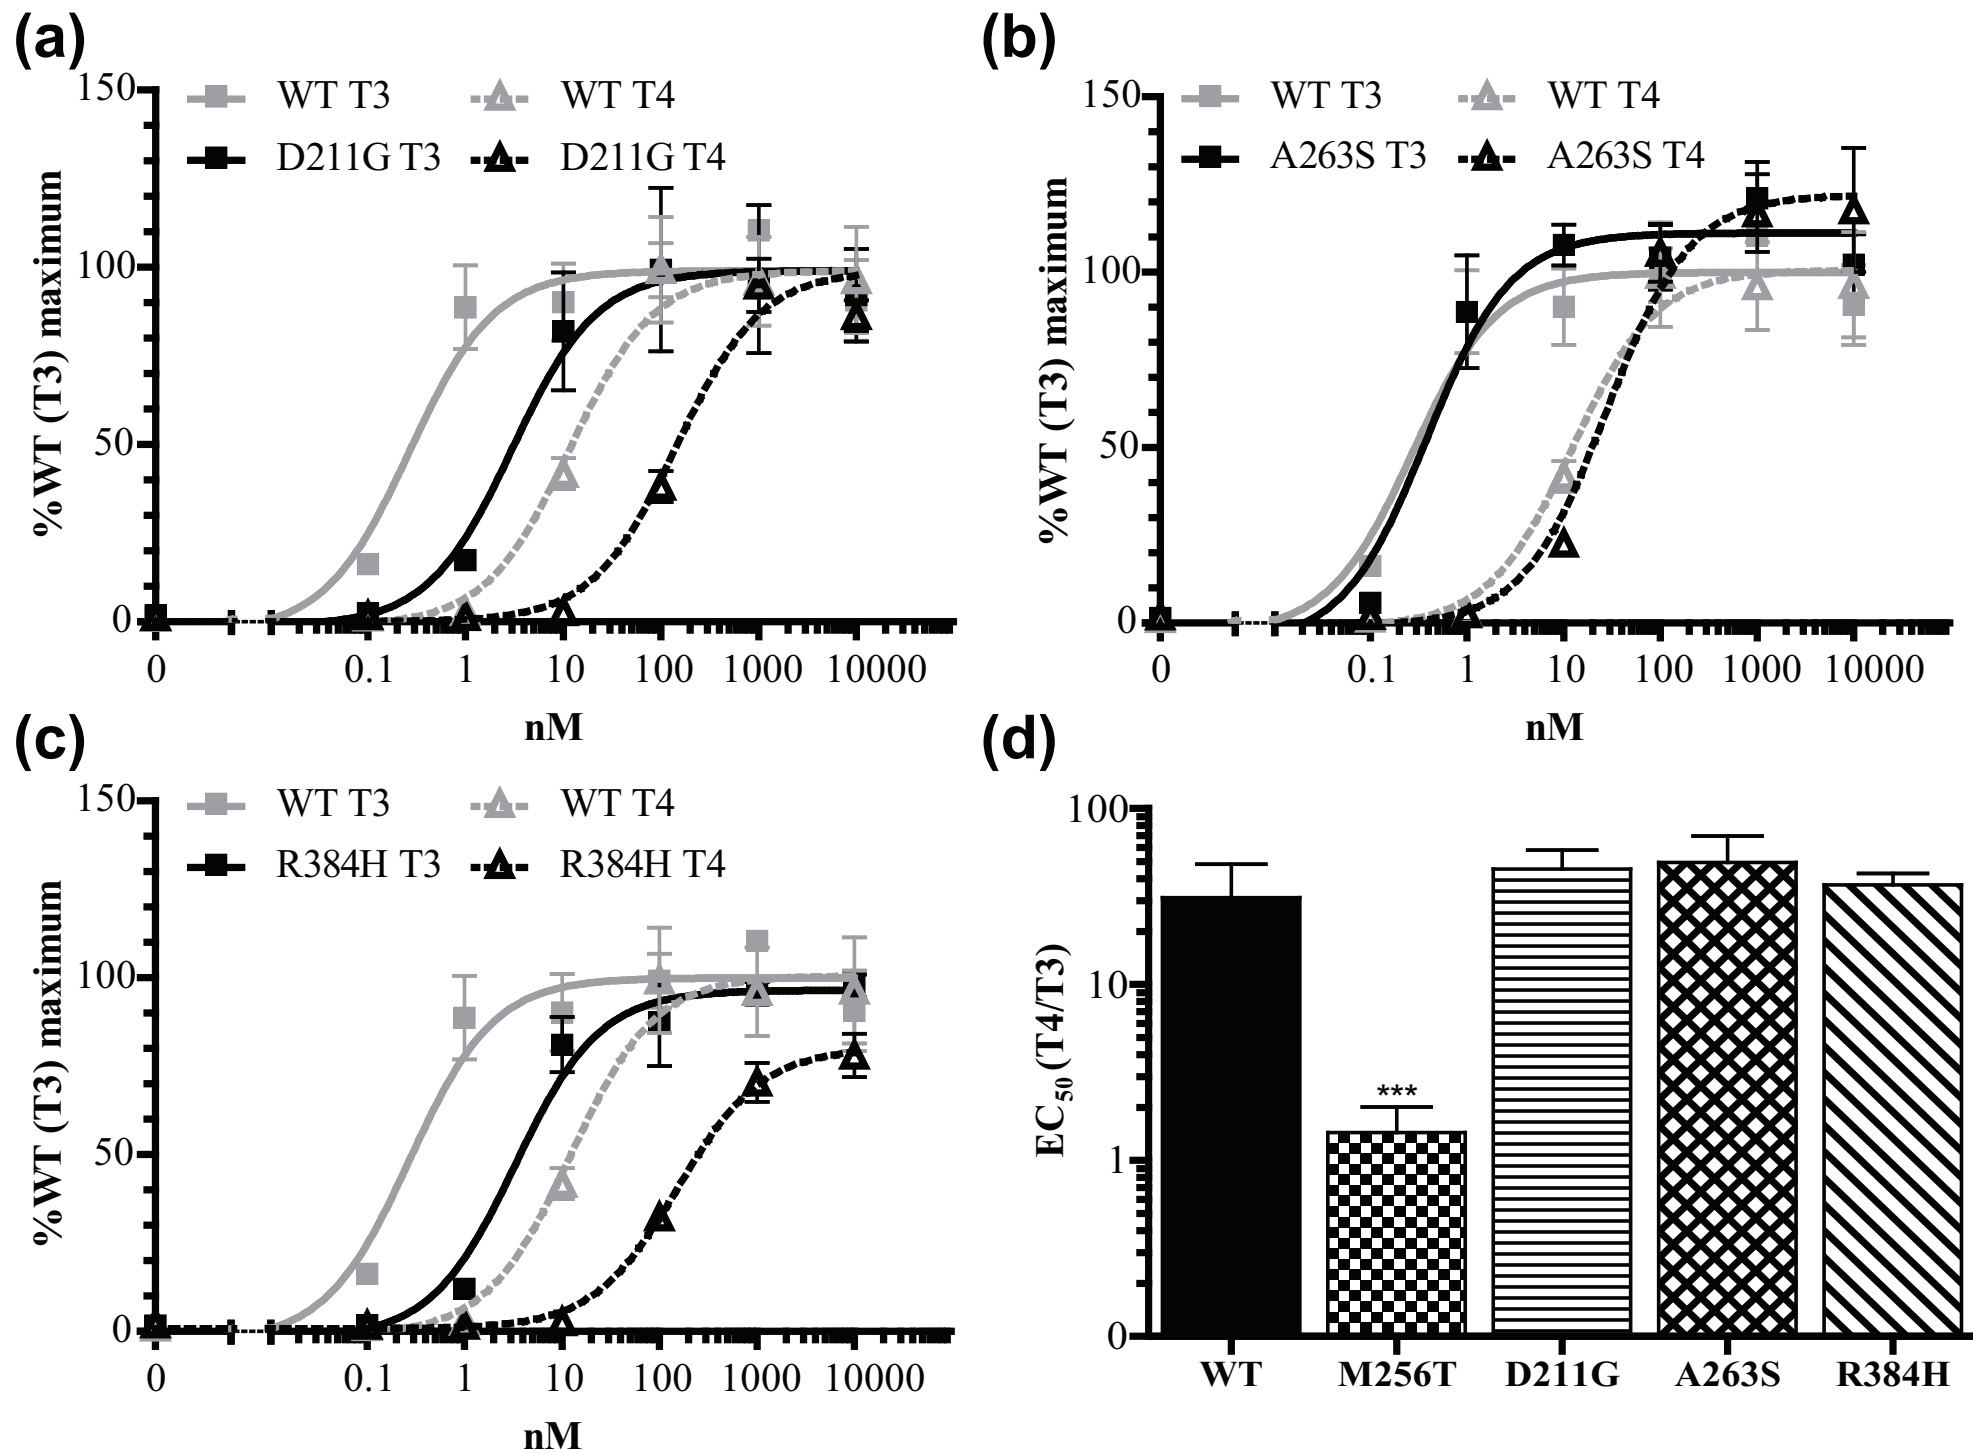 (a)
150
WT T3
WT T4
D211G T3
D211G T4
100
50
0
%WT (T3) maximum
0 0.1 1 10 100 1000 10000
nM
(b)
150
WT T3
WT T4
A263S T3
A263S T4
100
50
0
%WT (T3) maximum
0 0.1 1 10 100 1000 10000
nM
(c)
150
WT T3
WT T4
R384H T3
R384H T4
100
50
0
%WT (T3) maximum
0 0.1 1 10 100 1000 10000
nM
(d)
100
10
1
0
EC50 (T4/T3)
***
WT M256T D211G A263S R384H